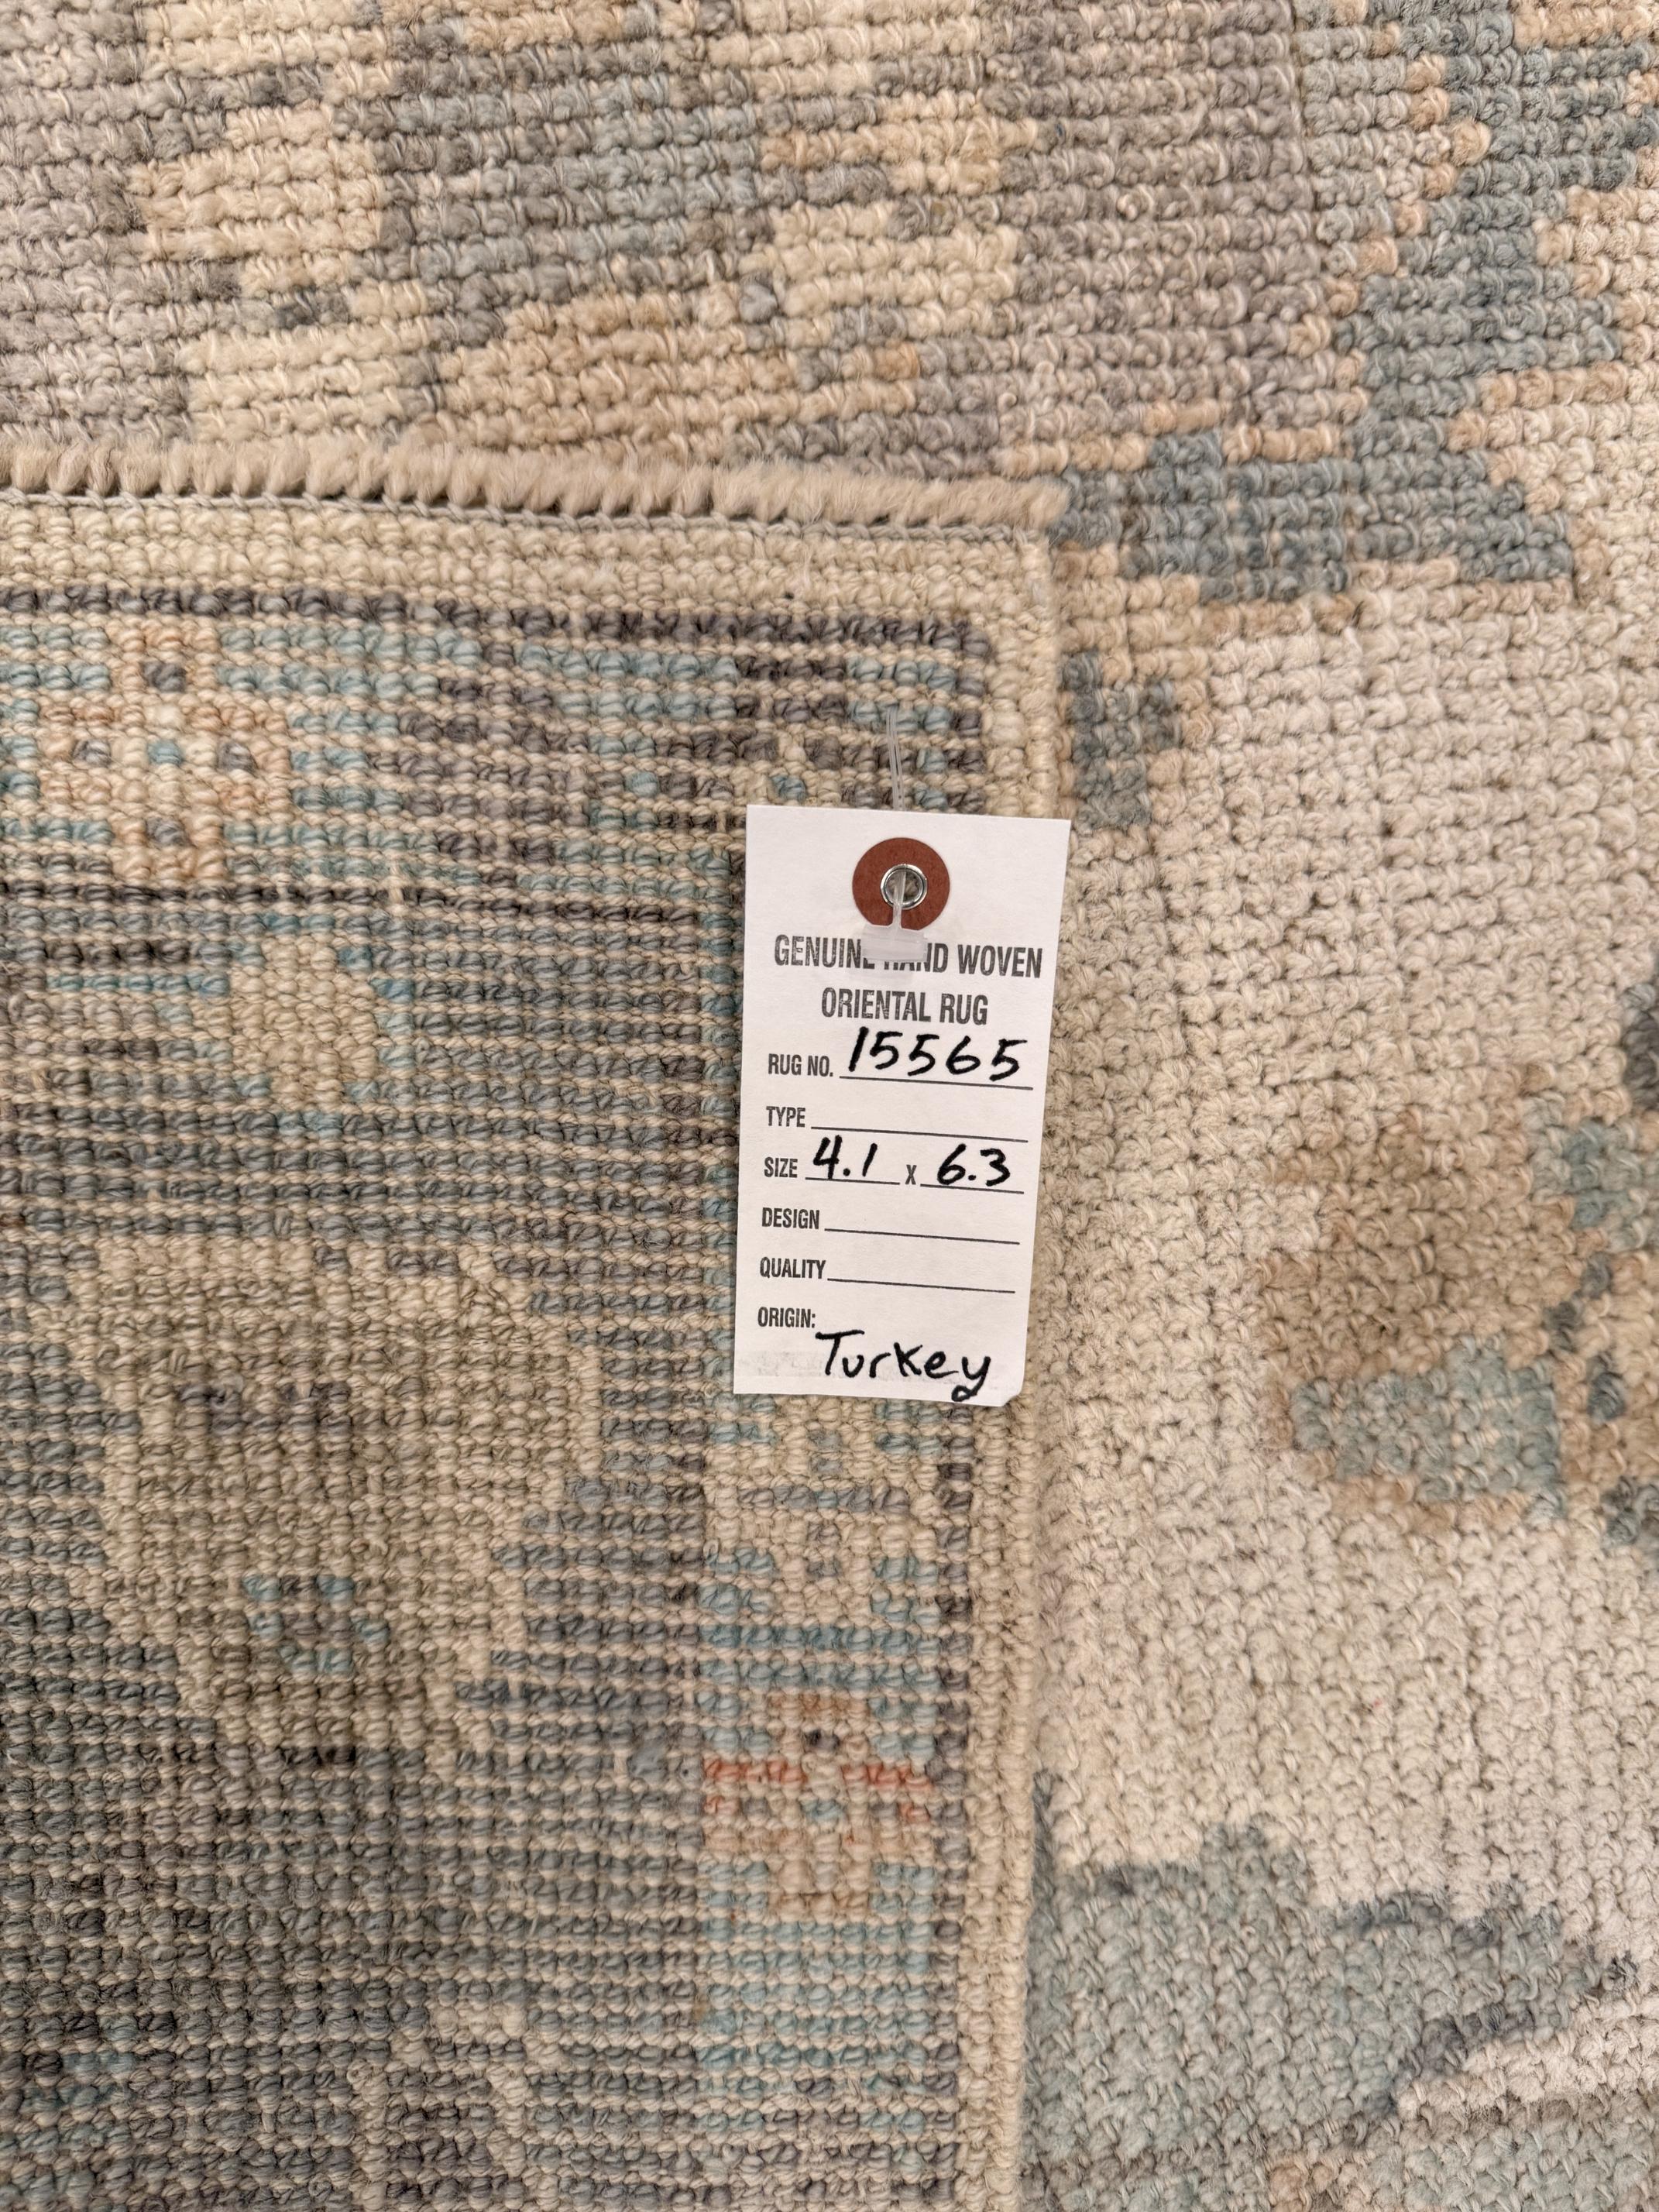 GENUINE HAND WOVEN
ORIENTAL RUG
RUG NO. 15565
TYPE
SIZE 4.1 x 6.3
DESIGN
QUALITY
ORIGIN:
Turkey